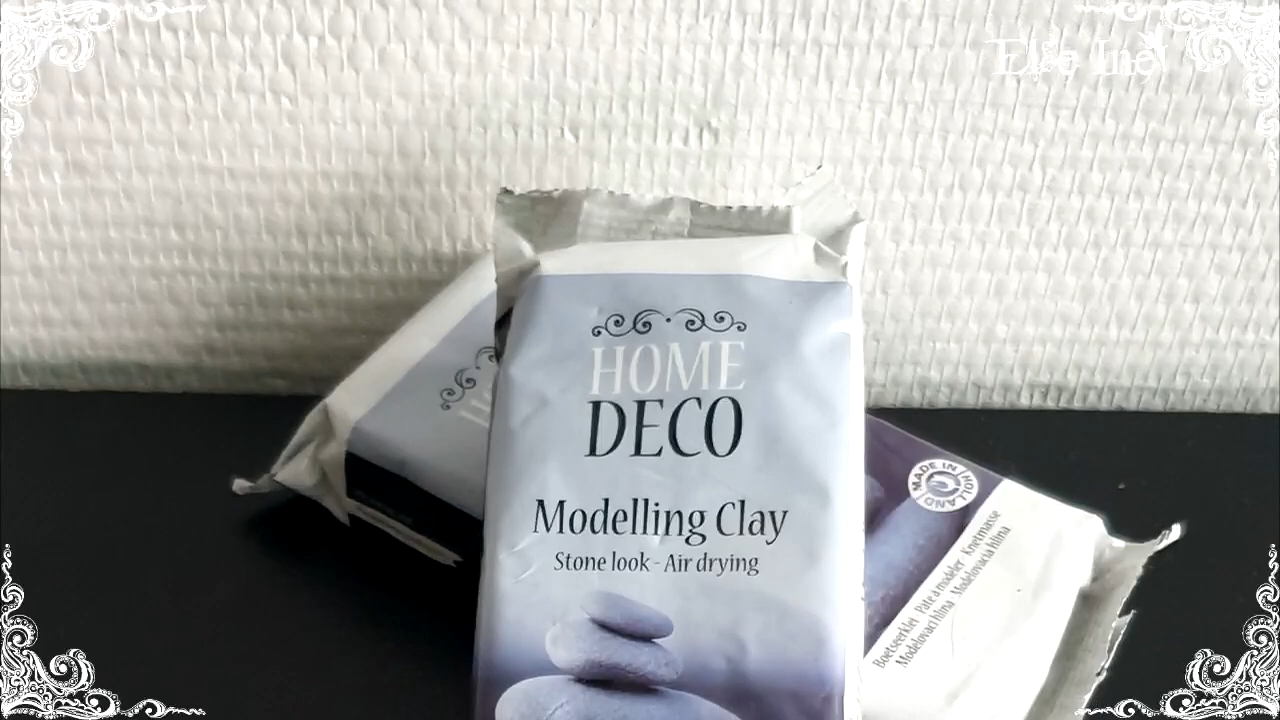 HOME
DECO
Modelling Clay
Stone look - Air drying
MADE IN HOLLAND
Boetseerklei Pâte à modeler Knetmasse
Modelovací hlína Modelovacia hlina